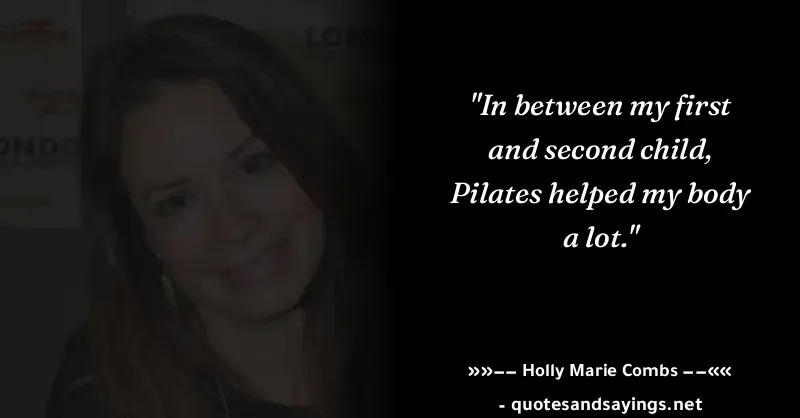 "In between my first
and second child,
Pilates helped my body
a lot."
»»–– Holly Marie Combs ––««
- quotesandsayings.net